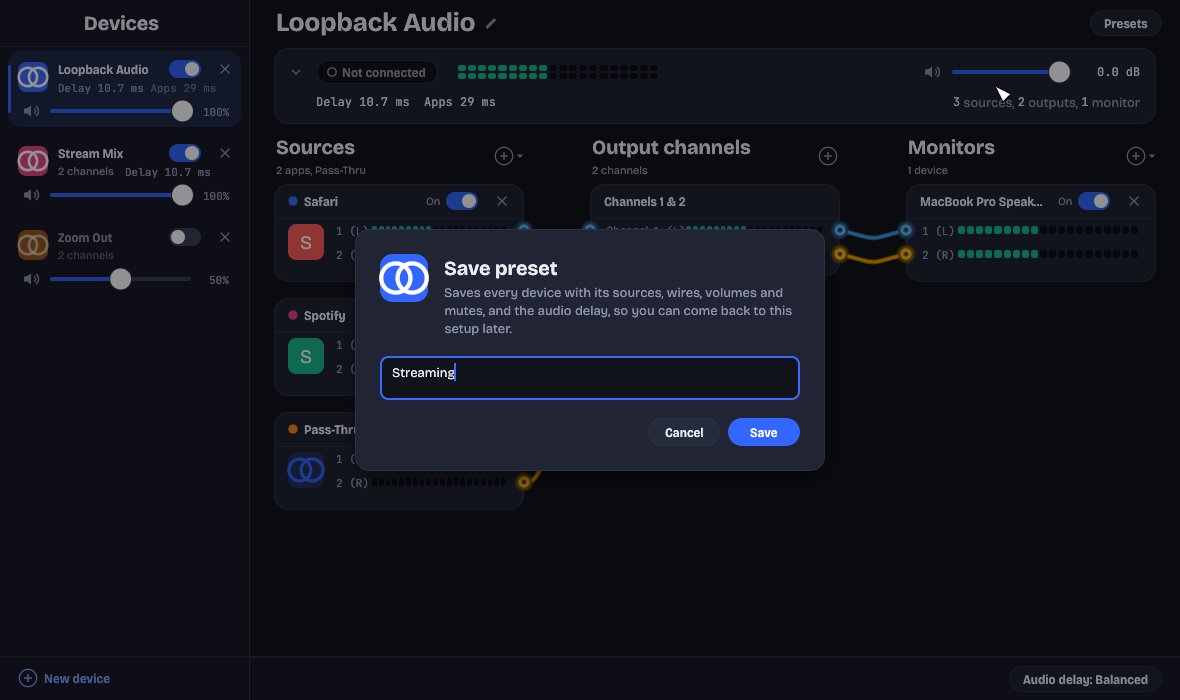 Devices
Loopback Audio
Delay 10.7 ms Apps 29 ms
100%
Stream Mix
2 channels Delay 10.7 ms
100%
Zoom Out
2 channels
50%
New device
Loopback Audio
Presets
Not connected
0.0 dB
Delay 10.7 ms Apps 29 ms
3 sources, 2 outputs, 1 monitor
Sources
2 apps, Pass-Thru
Output channels
2 channels
Monitors
1 device
Safari On
S
1 (L)
2 (
Channels 1 & 2
Channel 1 (L)
MacBook Pro Speak... On
1 (L)
2 (R)
Spotify
S
1 (
2 (
Pass-Thru
1 (
2 (R)
Save preset
Saves every device with its sources, wires, volumes and
mutes, and the audio delay, so you can come back to this
setup later.
Streaming
Cancel
Save
Audio delay: Balanced